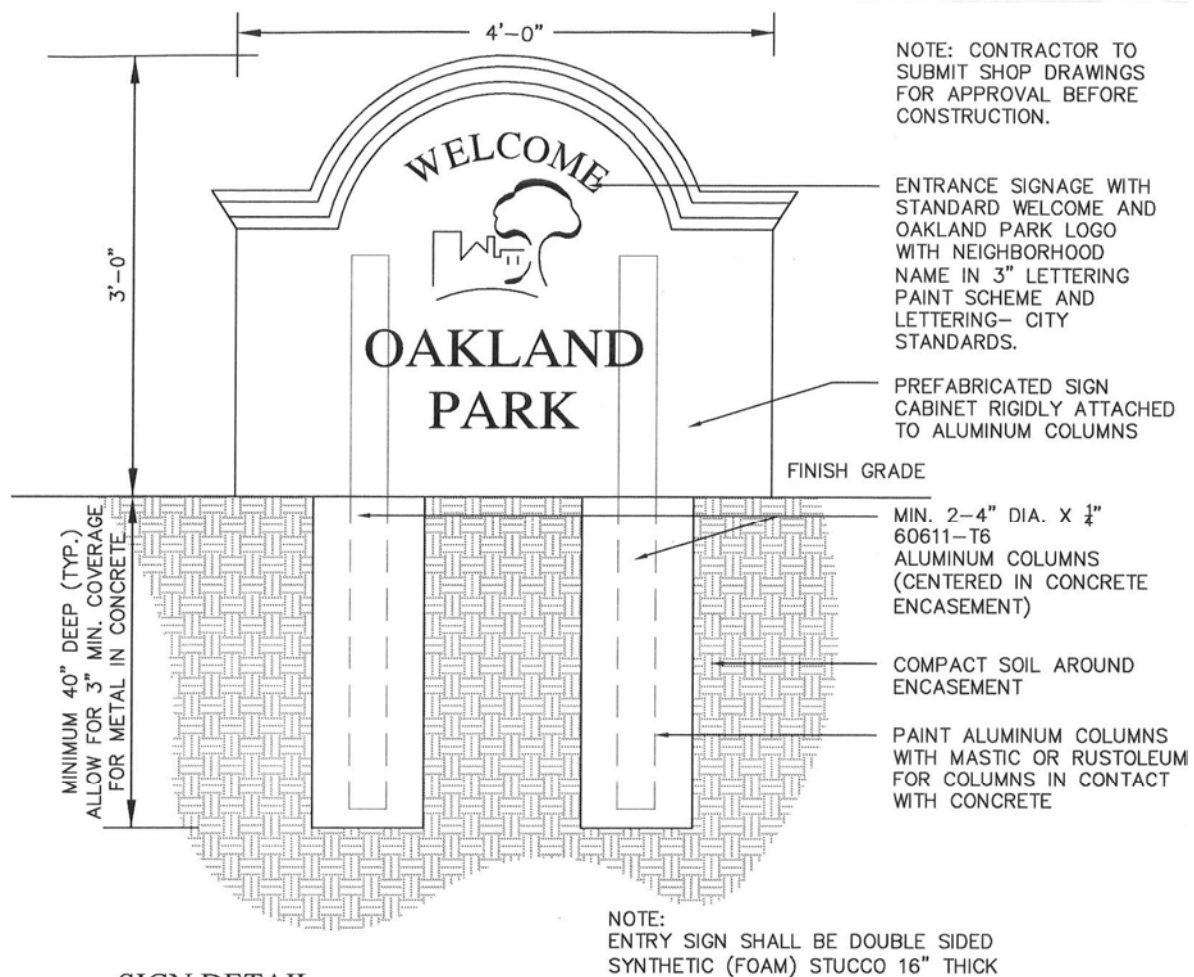 4'-0"
3'-0"
WELCOME
OAKLAND
PARK
NOTE: CONTRACTOR TO
SUBMIT SHOP DRAWINGS
FOR APPROVAL BEFORE
CONSTRUCTION.
ENTRANCE SIGNAGE WITH
STANDARD WELCOME AND
OAKLAND PARK LOGO
WITH NEIGHBORHOOD
NAME IN 3" LETTERING
PAINT SCHEME AND
LETTERING– CITY
STANDARDS.
PREFABRICATED SIGN
CABINET RIGIDLY ATTACHED
TO ALUMINUM COLUMNS
FINISH GRADE
MIN. 2–4" DIA. X ¼"
60611–T6
ALUMINUM COLUMNS
(CENTERED IN CONCRETE
ENCASEMENT)
COMPACT SOIL AROUND
ENCASEMENT
PAINT ALUMINUM COLUMNS
WITH MASTIC OR RUSTOLEUM
FOR COLUMNS IN CONTACT
WITH CONCRETE
MINIMUM 40" DEEP (TYP.)
ALLOW FOR 3" MIN. COVERAGE
FOR METAL IN CONCRETE
NOTE:
ENTRY SIGN SHALL BE DOUBLE SIDED
SYNTHETIC (FOAM) STUCCO 16" THICK
SIGN DETAIL